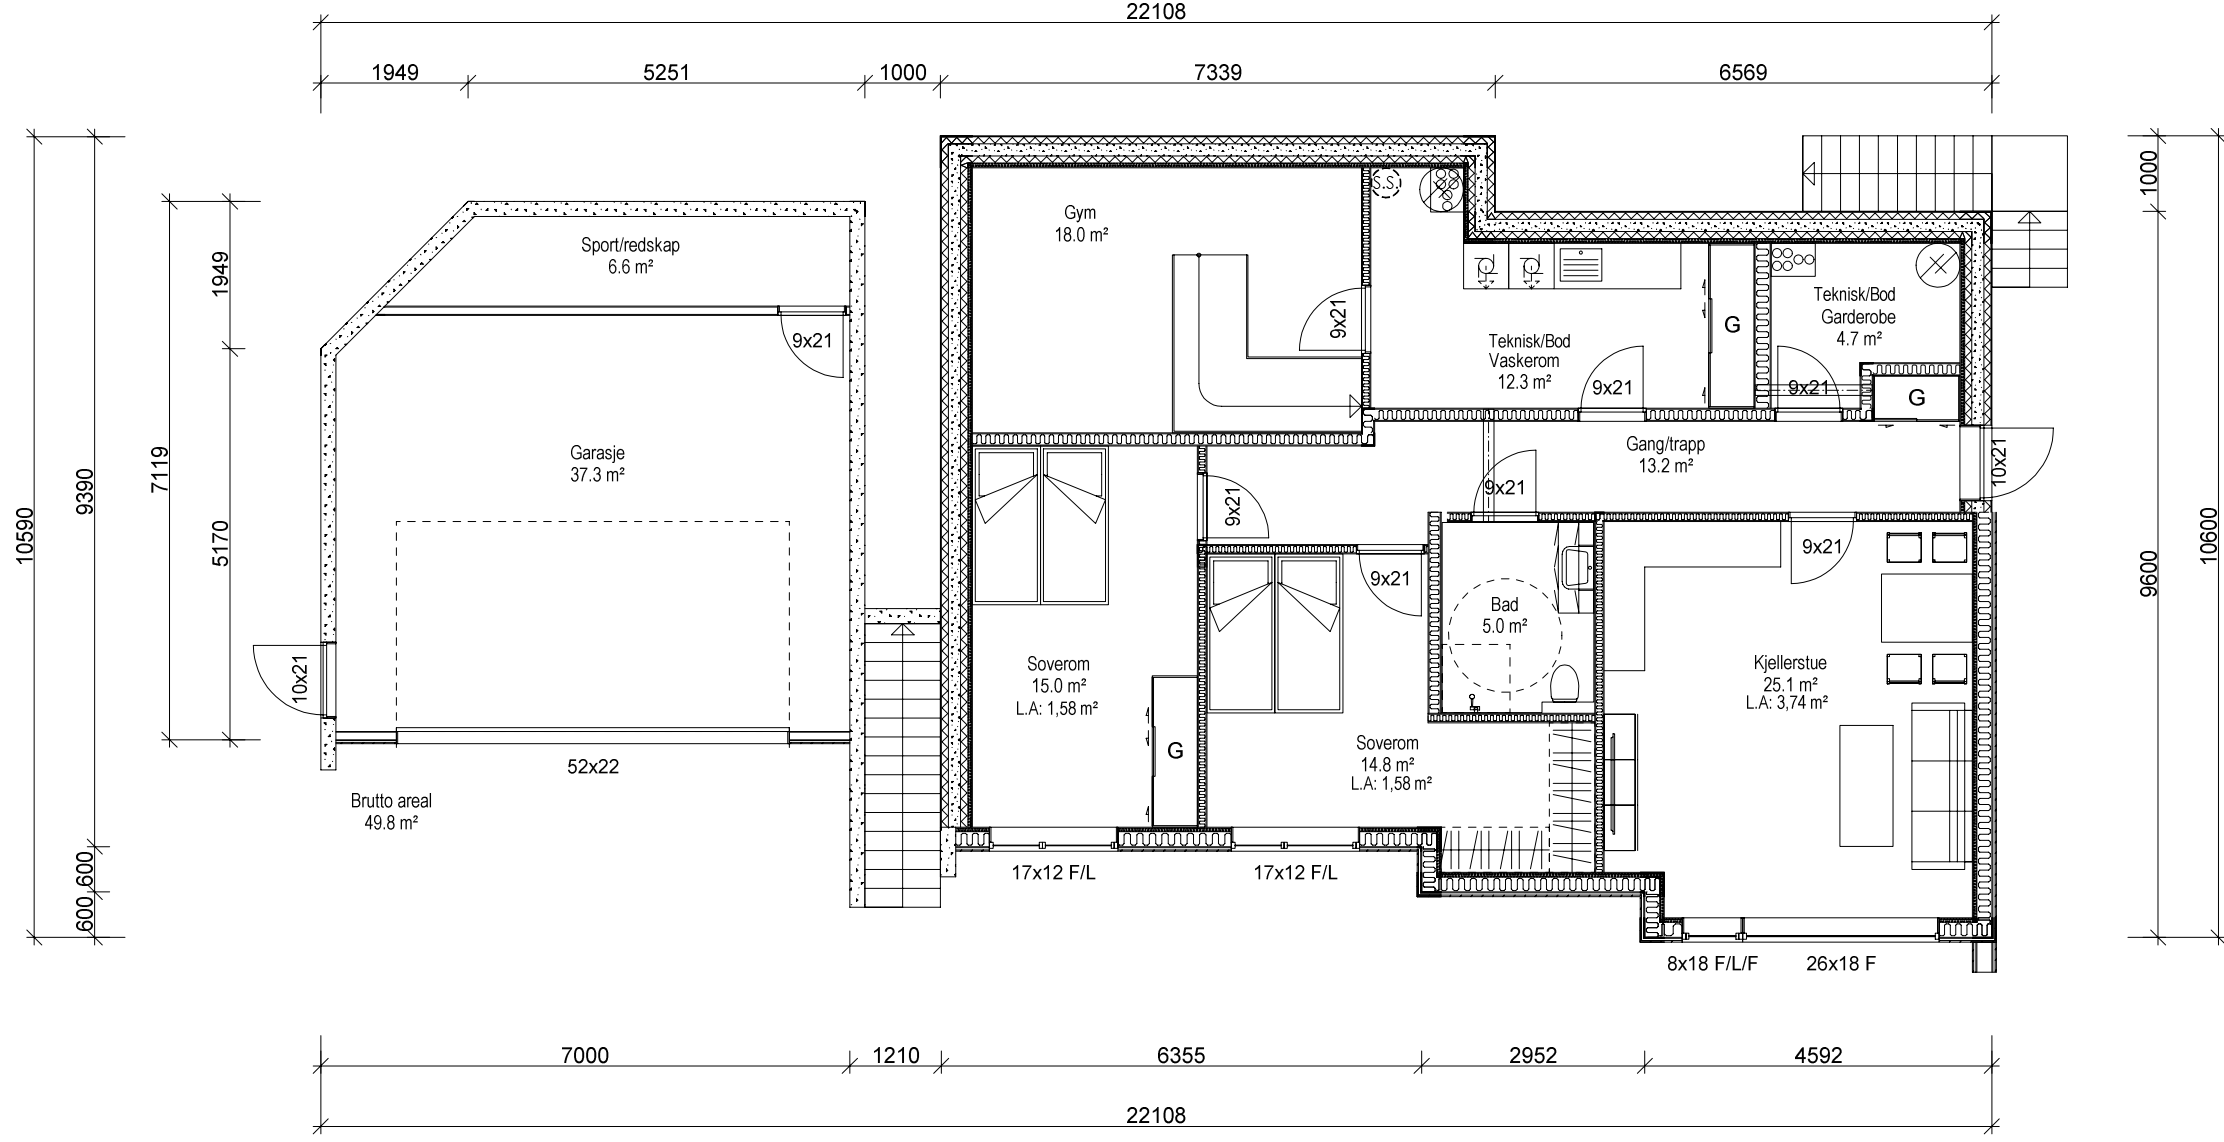 22108
1949 5251 1000 7339 6569
10590
9390
600
600
7119
1949
5170
1000
9600
10600
Sport/redskap
6.6 m²
9x21
Garasje
37.3 m²
10x21
52x22
Brutto areal
49.8 m²
Gym
18.0 m²
9x21
S.S.
Teknisk/Bod
Vaskerom
12.3 m²
9x21
G
Teknisk/Bod
Garderobe
4.7 m²
9x21
G
Gang/trapp
13.2 m²
10x21
9x21
9x21
9x21
9x21
Bad
5.0 m²
Soverom
15.0 m²
L.A: 1,58 m²
G
Soverom
14.8 m²
L.A: 1,58 m²
Kjellerstue
25.1 m²
L.A: 3,74 m²
17x12 F/L
17x12 F/L
8x18 F/L/F
26x18 F
7000 1210 6355 2952 4592
22108